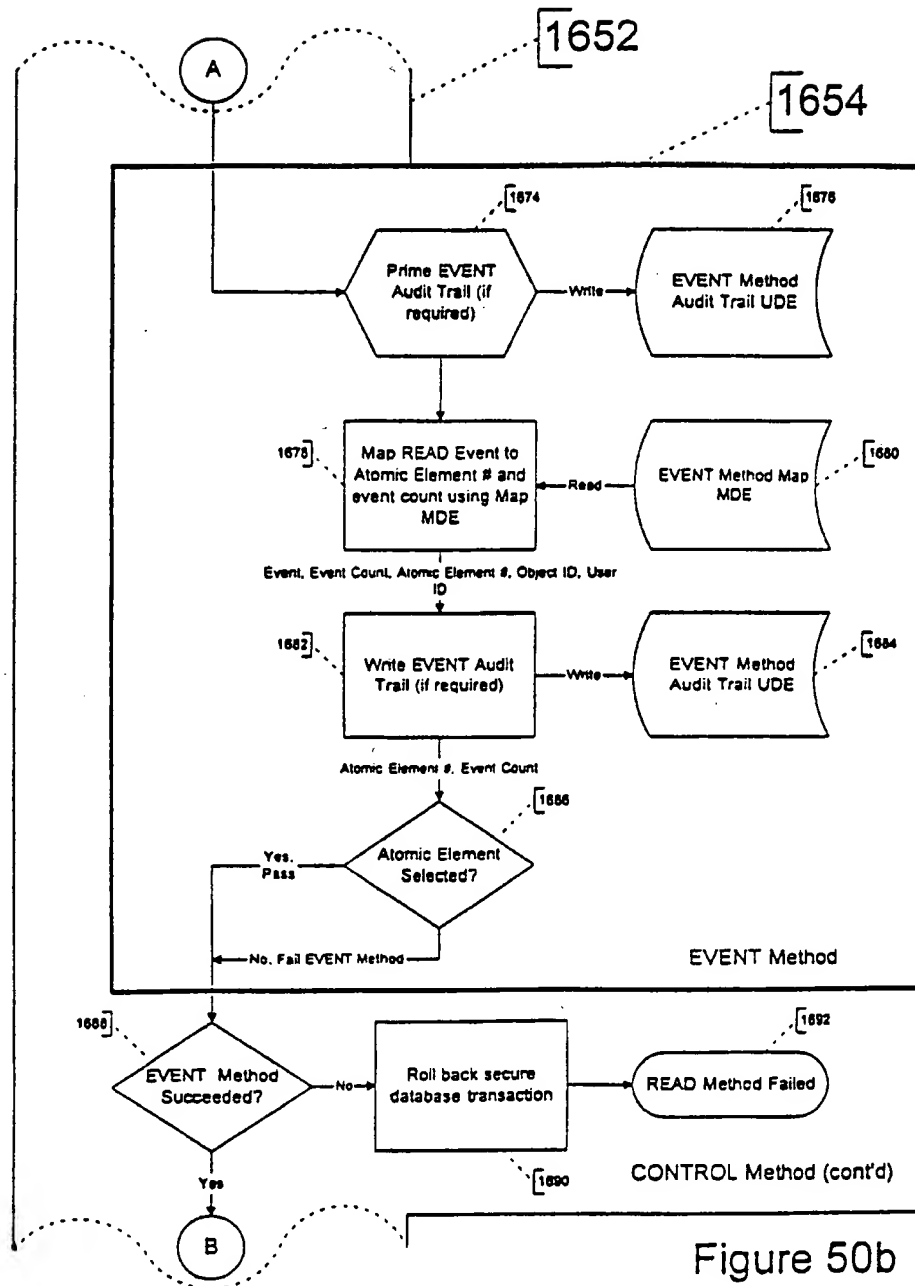 1652
A
1654
1674
1676
Prime EVENT
Audit Trail (if
required)
Write
EVENT Method
Audit Trail UDE
1678
Map READ Event to
Atomic Element # and
event count using Map
MDE
Read
EVENT Method Map
MDE
1680
Event, Event Count, Atomic Element #, Object ID, User
ID
1682
Write EVENT Audit
Trail (if required)
Write
EVENT Method
Audit Trail UDE
1684
Atomic Element #, Event Count
1686
Yes,
Pass
Atomic Element
Selected?
No, Fail EVENT Method
EVENT Method
1688
EVENT Method
Succeeded?
No
Roll back secure
database transaction
1692
READ Method Failed
1690
CONTROL Method (cont'd)
Yes
B
Figure 50b